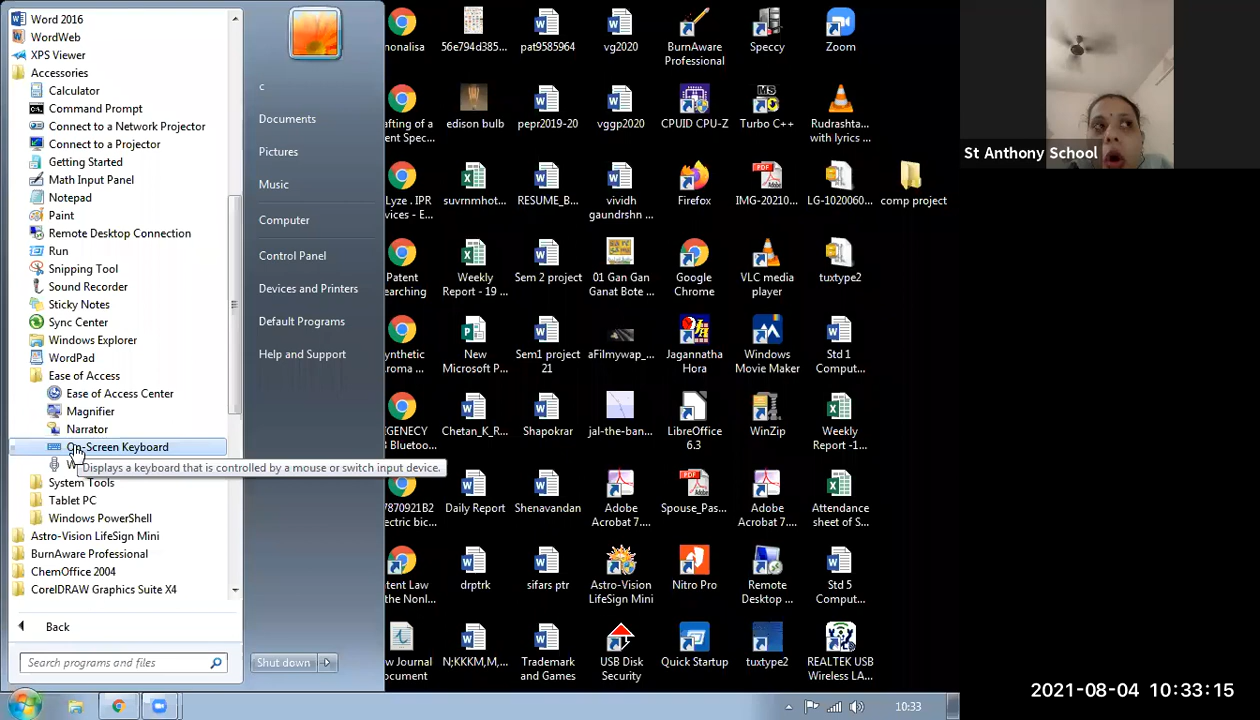 Word 2016
WordWeb
XPS Viewer
Accessories
Calculator
Command Prompt
Connect to a Network Projector
Connect to a Projector
Getting Started
Math Input Panel
Notepad
Paint
Remote Desktop Connection
Run
Snipping Tool
Sound Recorder
Sticky Notes
Sync Center
Windows Explorer
WordPad
Ease of Access
Ease of Access Center
Magnifier
Narrator
On-Screen Keyboard
Displays a keyboard that is controlled by a mouse or switch input device.
System Tools
Tablet PC
Windows PowerShell
Astro-Vision LifeSign Mini
BurnAware Professional
ChemOffice 2004
CorelDRAW Graphics Suite X4
Back
Search programs and files
c
Documents
Pictures
Music
Computer
Control Panel
Devices and Printers
Default Programs
Help and Support
Shut down
monalisa
56e794d385...
pat9585964
vg2020
BurnAware
Professional
Speccy
Zoom
afting of a
ent Spec...
edison bulb
pepr2019-20
vggp2020
CPUID CPU-Z
MS
Turbo C++
Rudrashta...
with lyrics
Lyze . IPR
vices - E...
suvrnmhot...
RESUME_B...
vividh
gaundrshn ...
Firefox
PDF
IMG-20210...
LG-1020060...
comp project
Patent
earching
Weekly
Report - 19 ...
Sem 2 project
01 Gan Gan
Ganat Bote ...
Google
Chrome
VLC media
player
tuxtype2
ynthetic
roma ...
New
Microsoft P...
Sem1 project
21
aFilmywap_...
Jagannatha
Hora
Windows
Movie Maker
Std 1
Comput...
GENECY
3 Bluetoo...
Chetan_K_R...
Shapokrar
jal-the-ban...
LibreOffice
6.3
WinZip
Weekly
Report -1...
7870921B2
ectric bic...
Daily Report
Shenavandan
Adobe
Acrobat 7....
PDF
Spouse_Pas...
Adobe
Acrobat 7....
Attendance
sheet of S...
tent Law
the Nonl...
drptrk
sifars ptr
Astro-Vision
LifeSign Mini
Nitro Pro
Remote
Desktop ...
Std 5
Comput...
ew Journal
ocument
N;KKKM,M,...
Trademark
and Games
USB Disk
Security
Quick Startup
tuxtype2
REALTEK USB
Wireless LA...
10:33
St Anthony School
2021-08-04 10:33:15